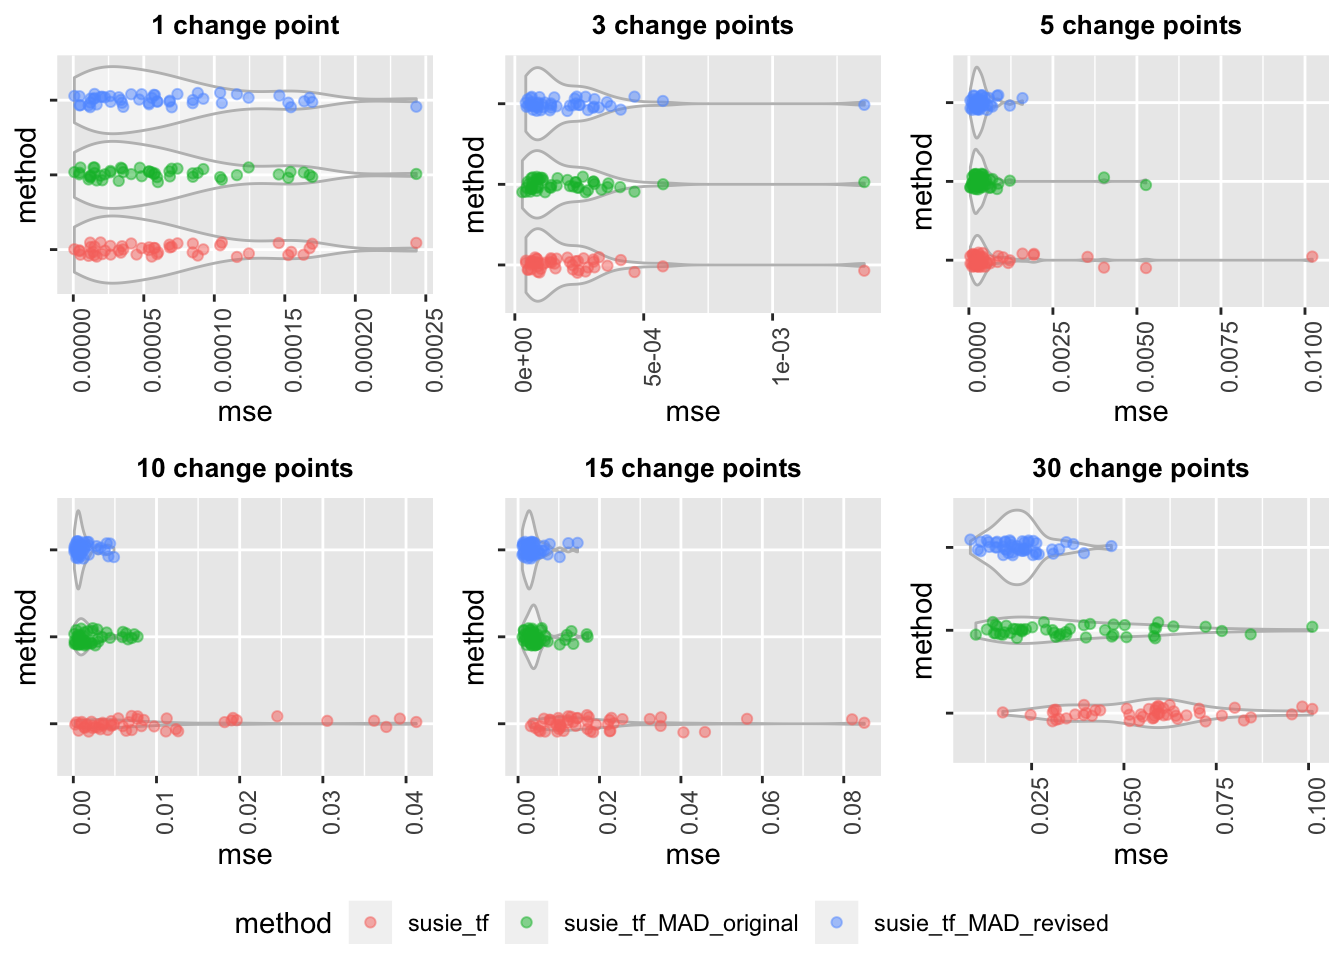 1 change point
3 change points
5 change points
method
method
method
0.00000
0.00005
0.00010
0.00015
0.00020
0.00025
0e+00
5e-04
1e-03
0.0000
0.0025
0.0050
0.0075
0.0100
mse
mse
mse
10 change points
15 change points
30 change points
method
method
method
0.00
0.01
0.02
0.03
0.04
0.00
0.02
0.04
0.06
0.08
0.025
0.050
0.075
0.100
mse
mse
mse
method susie_tf susie_tf_MAD_original susie_tf_MAD_revised